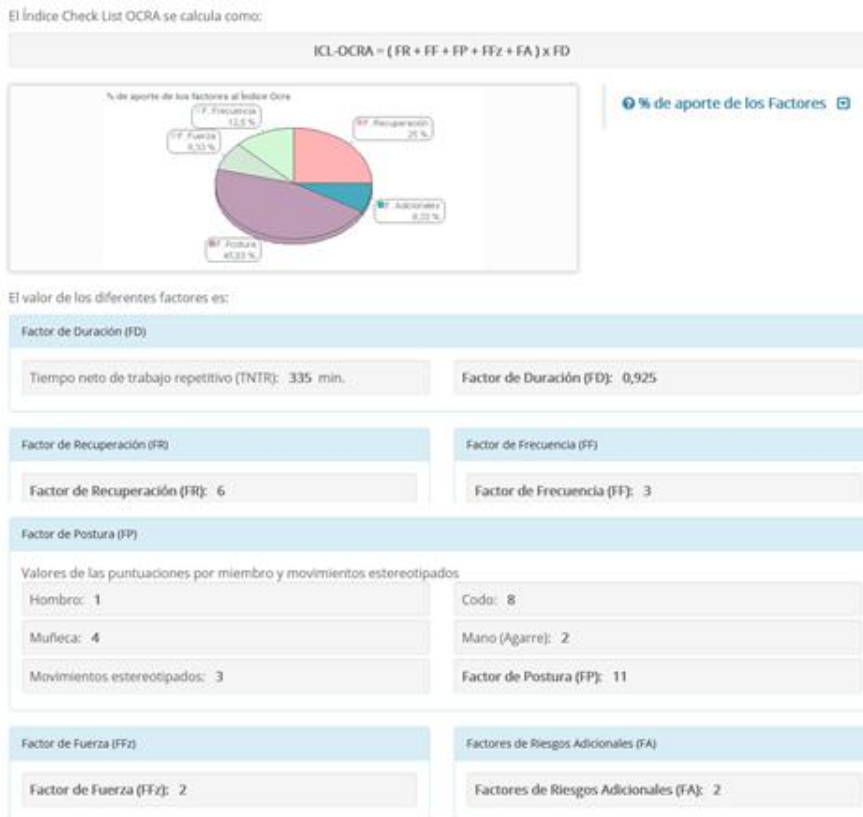 El Índice Check List OCRA se calcula como:
ICL-OCRA = ( FR + FF + FP + FFz + FA ) x FD
% de aporte de los factores al Índice Ocra
F. Frecuencia
12,5 %
F. Fuerza
8,33 %
F. Recuperación
25 %
F. Adicionales
8,33 %
F. Postura
45,83 %
% de aporte de los Factores
El valor de los diferentes factores es:
Factor de Duración (FD)
Tiempo neto de trabajo repetitivo (TNTR): 335 min.
Factor de Duración (FD): 0,925
Factor de Recuperación (FR)
Factor de Frecuencia (FF)
Factor de Recuperación (FR): 6
Factor de Frecuencia (FF): 3
Factor de Postura (FP)
Valores de las puntuaciones por miembro y movimientos estereotipados
Hombro: 1
Codo: 8
Muñeca: 4
Mano (Agarre): 2
Movimientos estereotipados: 3
Factor de Postura (FP): 11
Factor de Fuerza (FFz)
Factores de Riesgos Adicionales (FA)
Factor de Fuerza (FFz): 2
Factores de Riesgos Adicionales (FA): 2